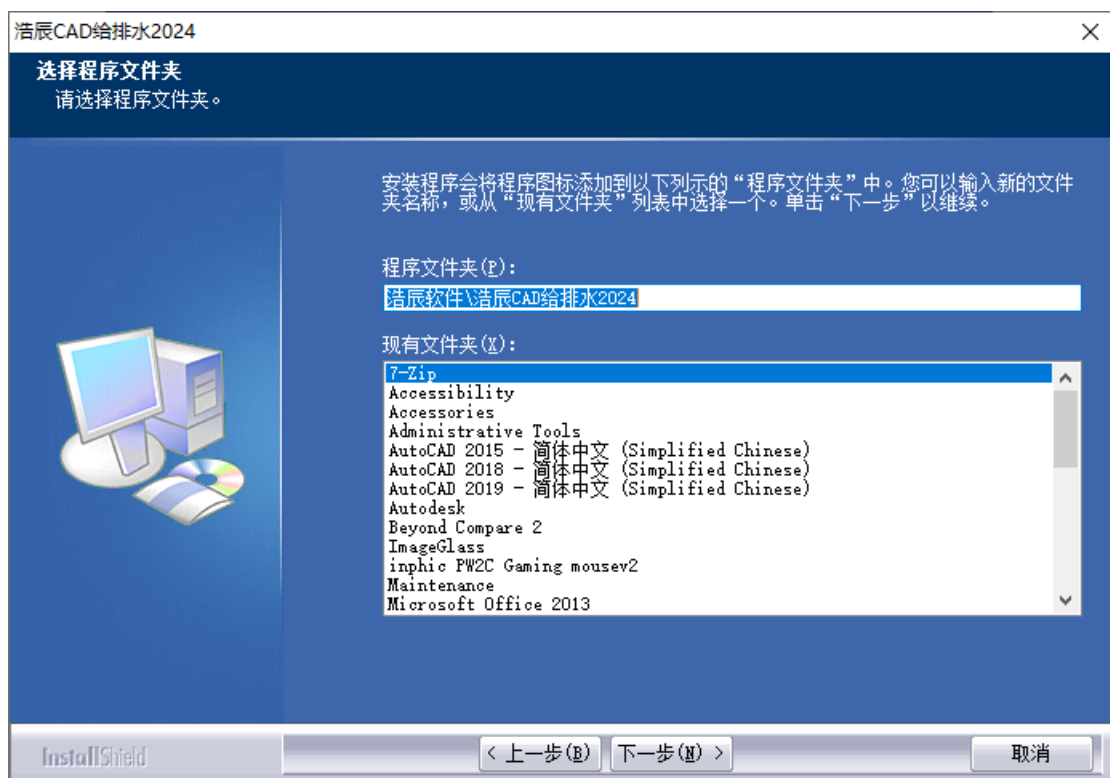 浩辰CAD给排水2024
选择程序文件夹
请选择程序文件夹。
安装程序会将程序图标添加到以下列示的“程序文件夹”中。您可以输入新的文件
夹名称，或从“现有文件夹”列表中选择一个。单击“下一步”以继续。
程序文件夹(P)：
浩辰软件\浩辰CAD给排水2024
现有文件夹(X)：
7-Zip
Accessibility
Accessories
Administrative Tools
AutoCAD 2015 - 简体中文 (Simplified Chinese)
AutoCAD 2018 - 简体中文 (Simplified Chinese)
AutoCAD 2019 - 简体中文 (Simplified Chinese)
Autodesk
Beyond Compare 2
ImageGlass
inphic PW2C Gaming mousev2
Maintenance
Microsoft Office 2013
InstallShield
< 上一步(B)
下一步(N) >
取消